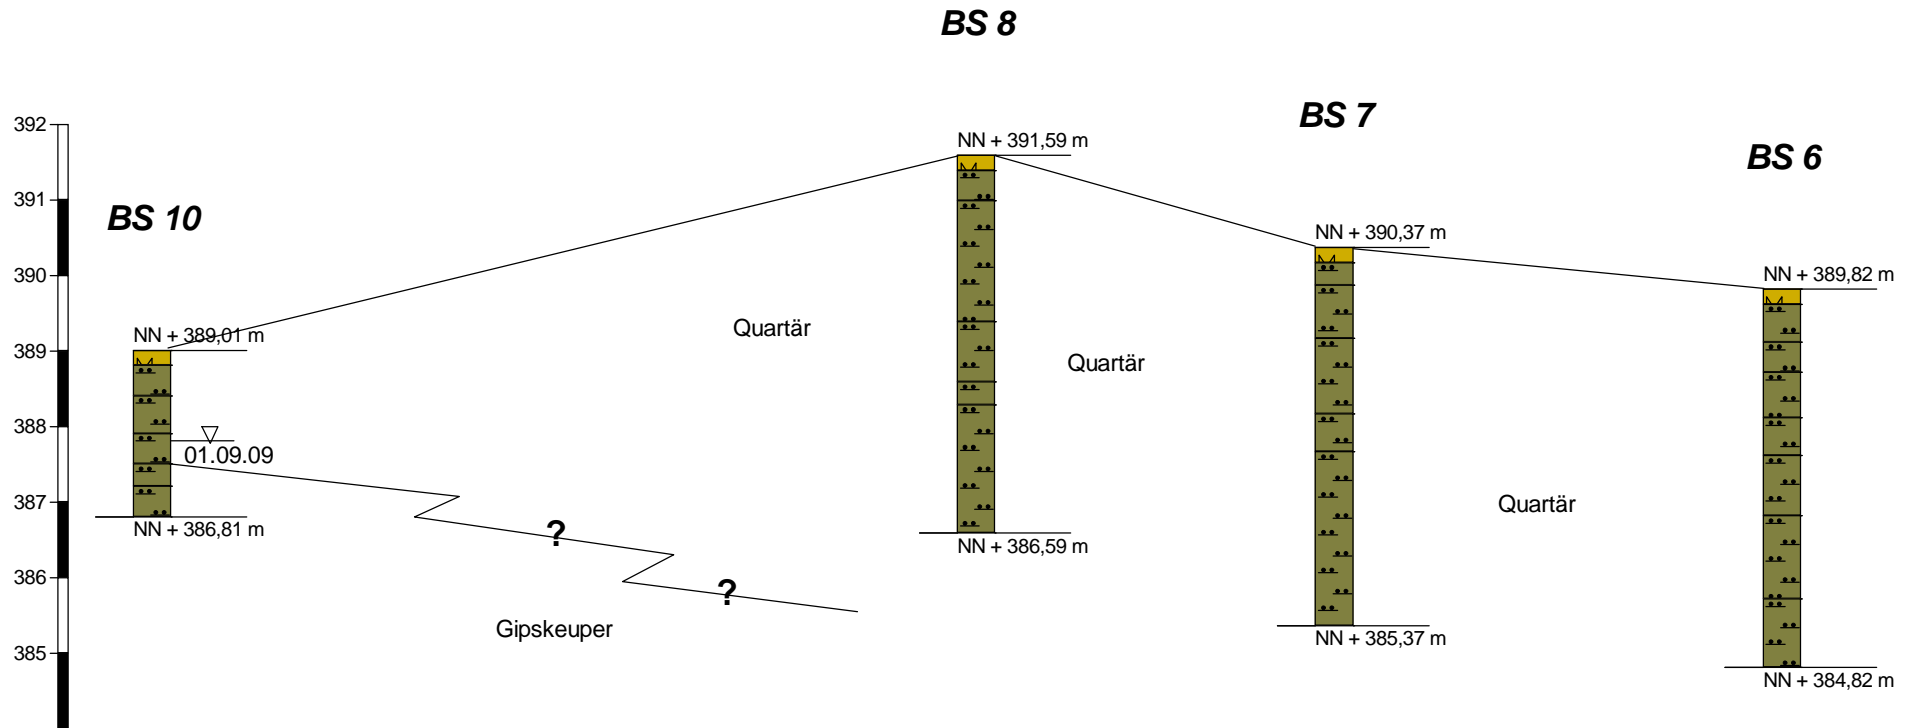 BS 8
BS 7
BS 6
BS 10
392
391
390
389
388
387
386
385
NN + 391,59 m
NN + 390,37 m
NN + 389,82 m
NN + 389,01 m
Quartär
Quartär
01.09.09
Quartär
NN + 386,81 m
?
NN + 386,59 m
?
Gipskeuper
NN + 385,37 m
NN + 384,82 m